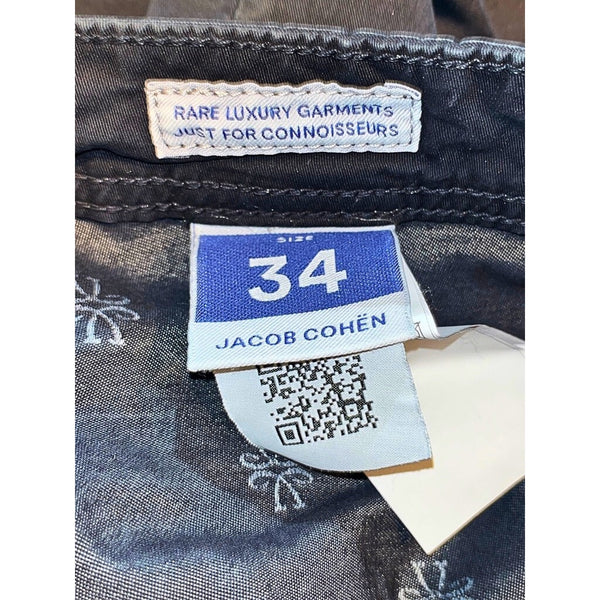 RARE LUXURY GARMENTS
JUST FOR CONNOISSEURS
SIZE
34
JACOB COHËN